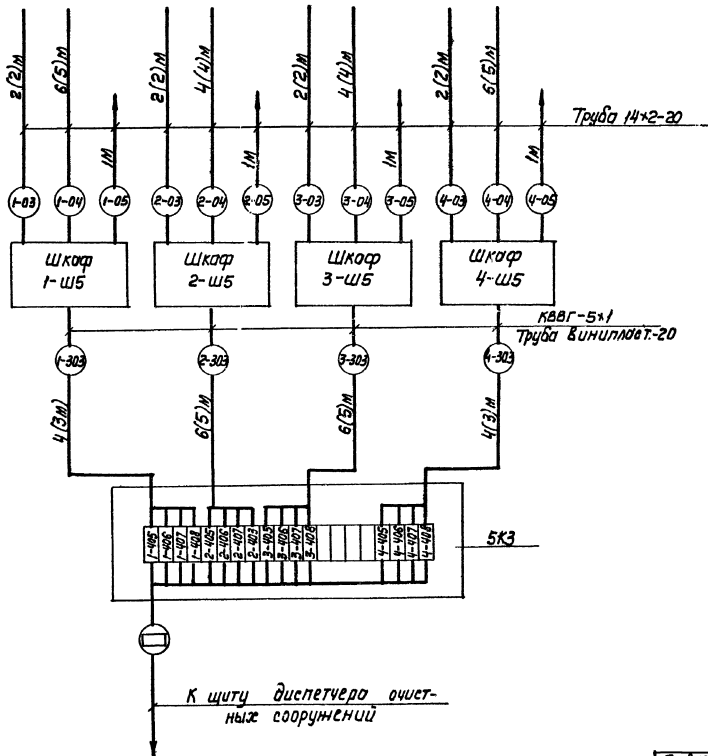 2(2)м 6(5)м 2(2)м 4(4)м 2(2)м 4(4)м 2(2)м 6(5)м
Труба 14×2-20
1м 1м 1м 1м
1-03 1-04 1-05 2-03 2-04 2-05 3-03 3-04 3-05 4-03 4-04 4-05
Шкаф 1-Ш5
Шкаф 2-Ш5
Шкаф 3-Ш5
Шкаф 4-Ш5
КВВГ-5×1
Труба винипласт.-20
1-303 2-303 3-303 4-303
4(3м) 6(5)м 6(5)м 4(3)м
1-405 1-406 1-407 1-408 2-405 2-406 2-407 2-403 3-405 3-406 3-407 3-408 4-405 4-406 4-407 4-408
5К3
К щиту диспетчера очист-
ных сооружений